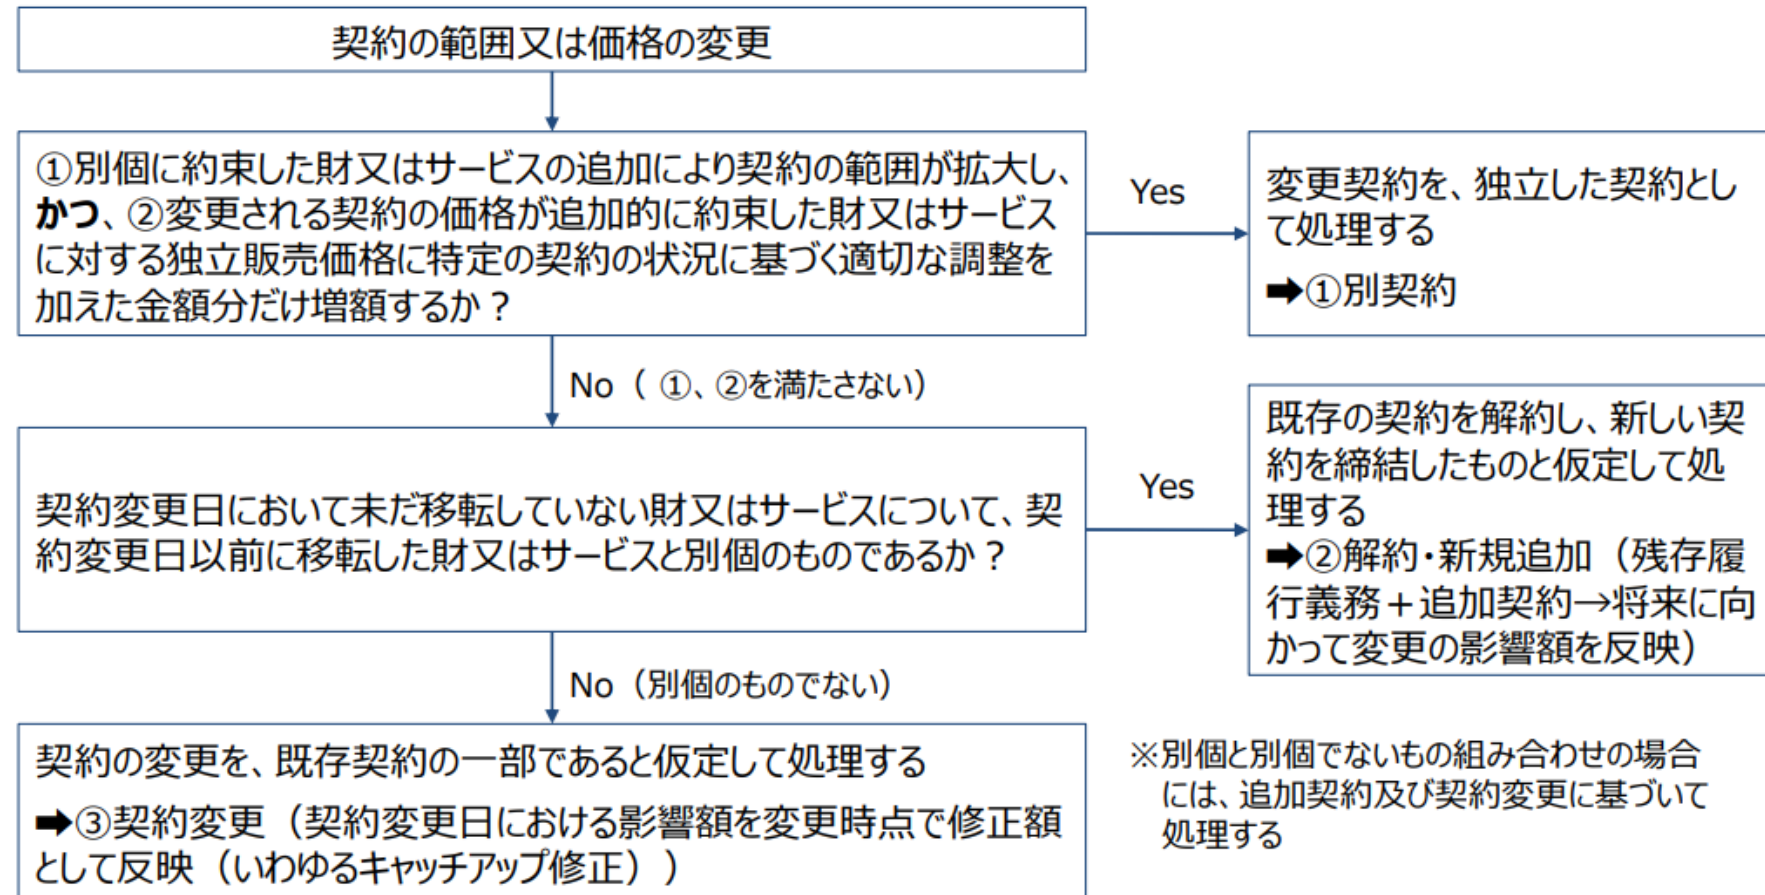 契約の範囲又は価格の変更
①別個に約束した財又はサービスの追加により契約の範囲が拡大し、
かつ、②変更される契約の価格が追加的に約束した財又はサービス
に対する独立販売価格に特定の契約の状況に基づく適切な調整を
加えた金額分だけ増額するか？
Yes
変更契約を、独立した契約とし
て処理する
➡①別契約
No（ ①、②を満たさない）
契約変更日において未だ移転していない財又はサービスについて、契
約変更日以前に移転した財又はサービスと別個のものであるか？
Yes
既存の契約を解約し、新しい契
約を締結したものと仮定して処
理する
➡②解約・新規追加（残存履
行義務＋追加契約→将来に向
かって変更の影響額を反映）
No（別個のものでない）
契約の変更を、既存契約の一部であると仮定して処理する
➡③契約変更（契約変更日における影響額を変更時点で修正額
として反映（いわゆるキャッチアップ修正））
※別個と別個でないもの組み合わせの場合
には、追加契約及び契約変更に基づいて
処理する